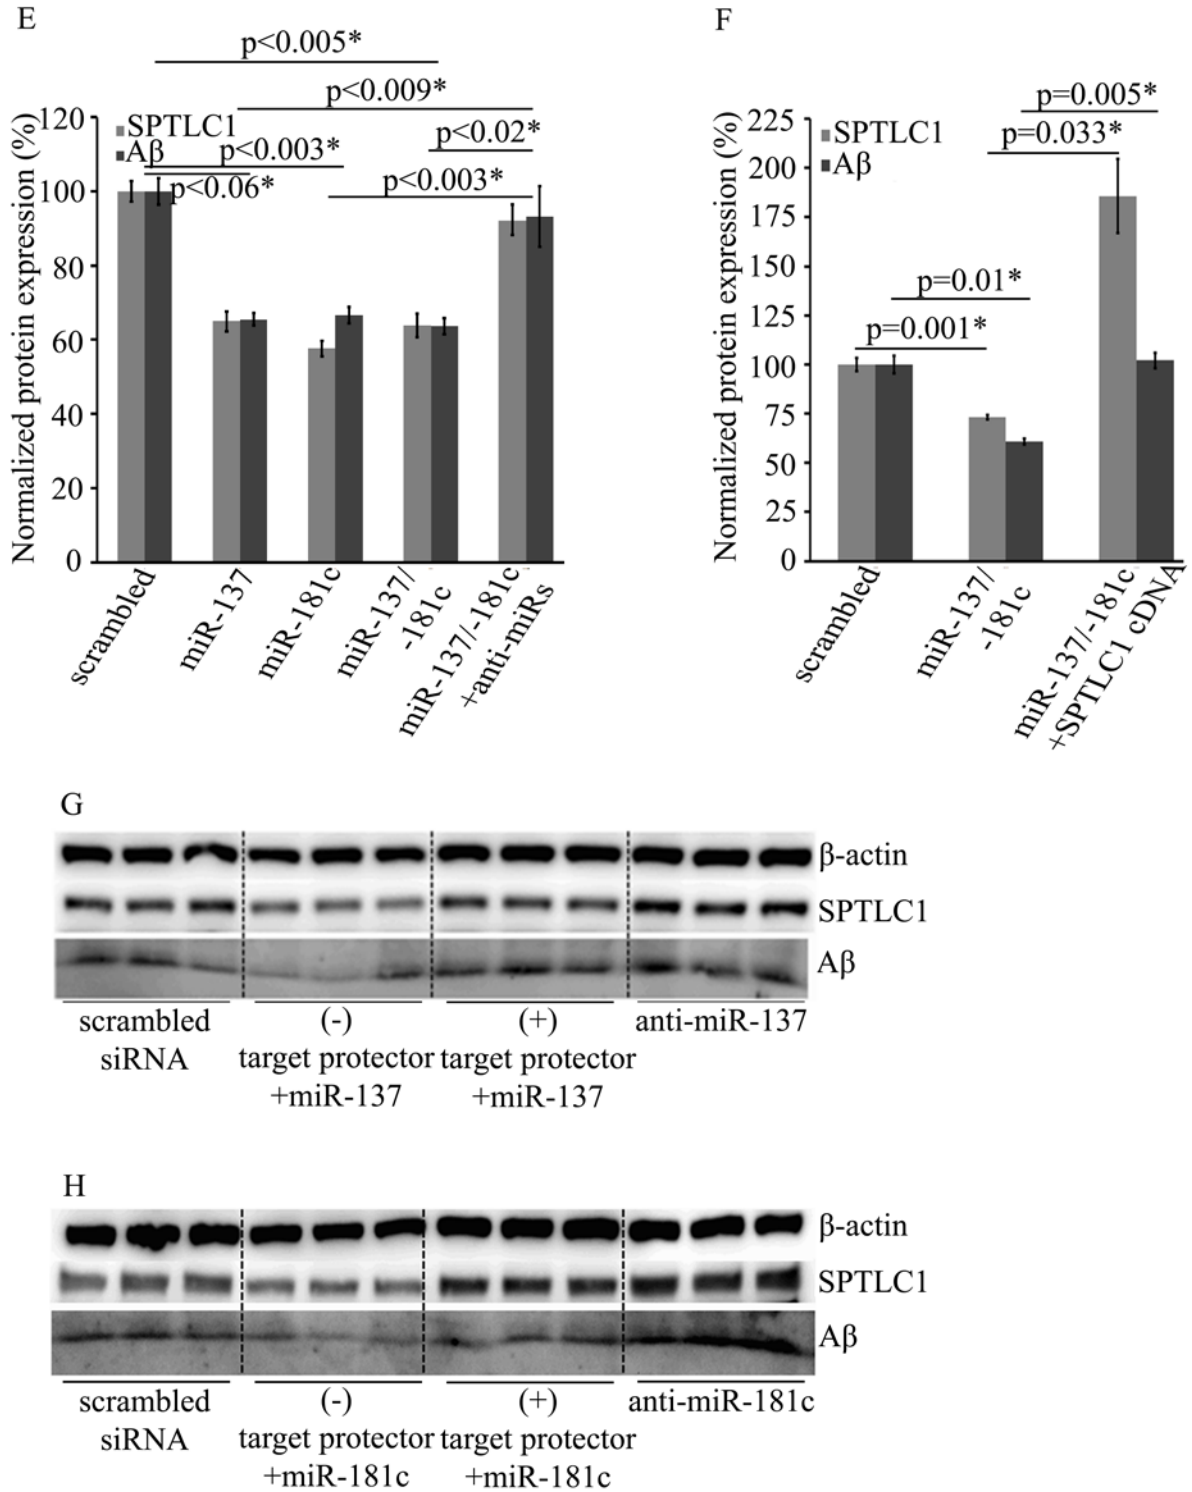 E
p<0.005*
p<0.009*
p<0.02*
p<0.003*
p<0.06*
p<0.003*
SPTLC1
Aβ
Normalized protein expression (%)
120
100
80
60
40
20
0
scrambled
miR-137
miR-181c
miR-137/
-181c
miR-137/-181c
+anti-miRs
F
p=0.005*
p=0.033*
p=0.01*
p=0.001*
SPTLC1
Aβ
Normalized protein expression (%)
225
200
175
150
125
100
75
50
25
0
scrambled
miR-137/
-181c
miR-137/-181c
+SPTLC1 cDNA
G
β-actin
SPTLC1
Aβ
scrambled
siRNA
(-)
target protector
+miR-137
(+)
target protector
+miR-137
anti-miR-137
H
β-actin
SPTLC1
Aβ
scrambled
siRNA
(-)
target protector
+miR-181c
(+)
target protector
+miR-181c
anti-miR-181c